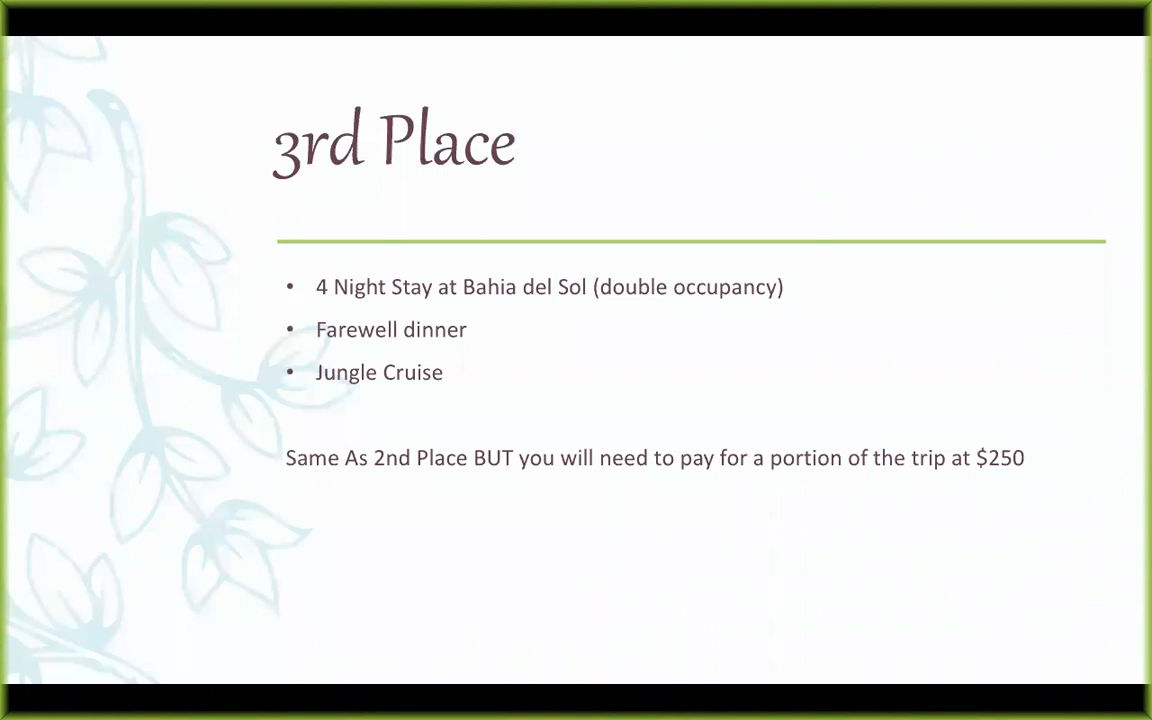 3rd Place
• 4 Night Stay at Bahia del Sol (double occupancy)
• Farewell dinner
• Jungle Cruise
Same As 2nd Place BUT you will need to pay for a portion of the trip at $250